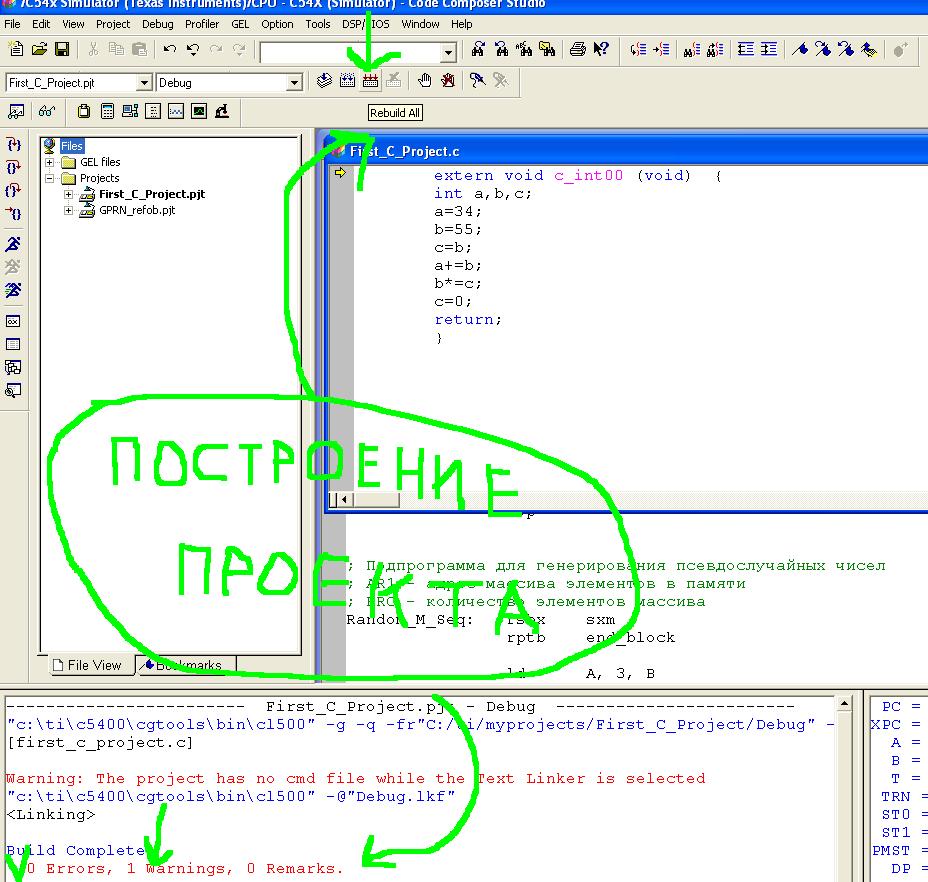 /C54x Simulator (Texas Instruments)/CPU - C54X (Simulator) - Code Composer Studio
File Edit View Project Debug Profiler GEL Option Tools Window Help
First_C_Project.pjt Debug
Rebuild All
Files
GEL files
Projects
First_C_Project.pjt
GPRN_refob.pjt
First_C_Project.c
extern void c_int00 (void) {
int a,b,c;
a=34;
b=55;
c=b;
a+=b;
b*=c;
c=0;
return;
}
ПОСТРОЕНИЕ
ПРОЕКТА
; Подпрограмма для генерирования псевдослучайных чисел
; AR1 - адрес массива элементов в памяти
; BRC - количество элементов массива
Random_M_Seq: rsbx sxm
rptb end_block
ld A, 3, B
File View Bookmarks
First_C_Project.pjt - Debug
"c:\ti\c5400\cgtools\bin\cl500" -g -q -fr"C:/ti/myprojects/First_C_Project/Debug" -
[first_c_project.c]
Warning: The project has no cmd file while the Text Linker is selected
"c:\ti\c5400\cgtools\bin\cl500" -@"Debug.lkf"
<Linking>
Build Complete
0 Errors, 1 Warnings, 0 Remarks.
PC =
XPC =
A =
B =
T =
TRN =
ST0 =
ST1 =
PMST =
DP =